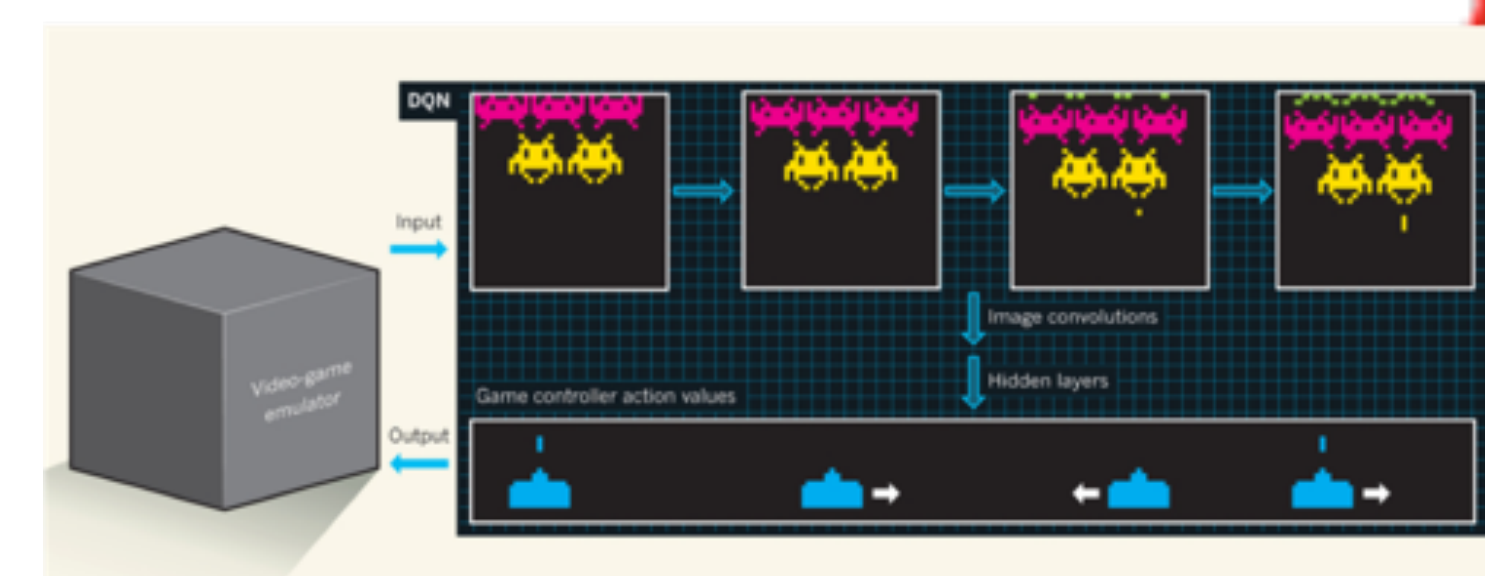 DQN
Input
Image convolutions
Hidden layers
Video-game
emulator
Game controller action values
Output